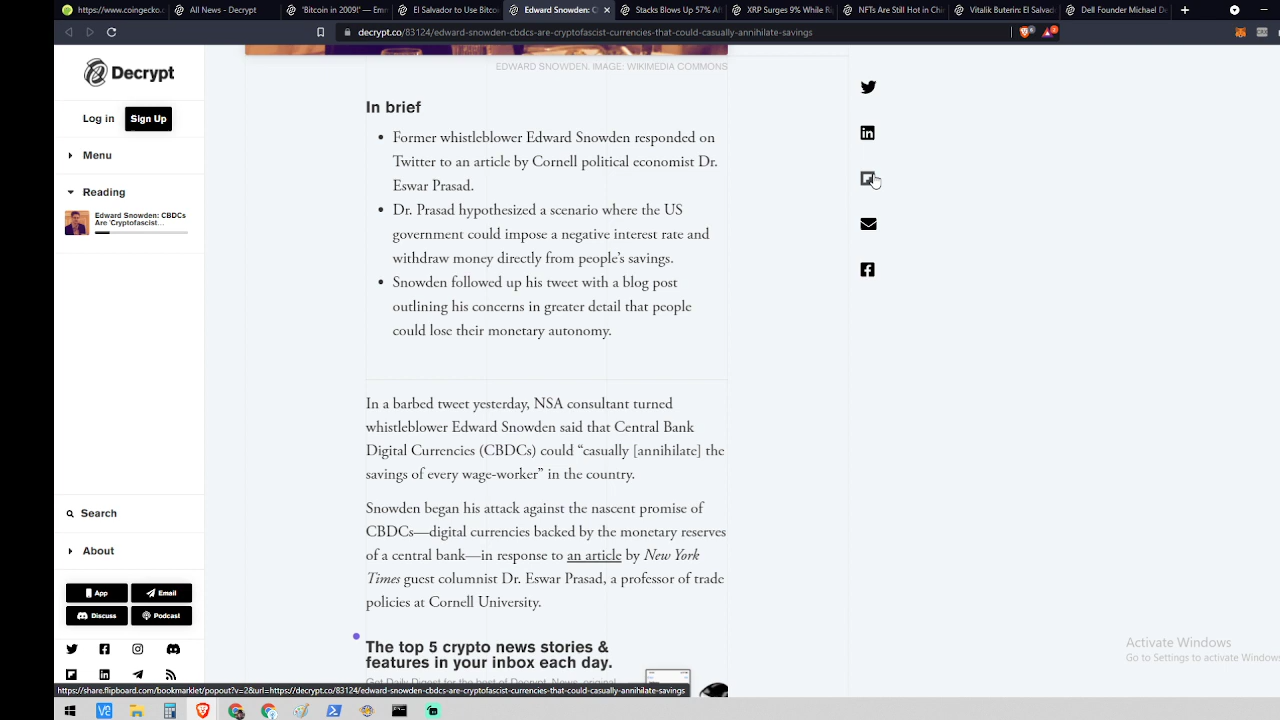 https://www.coingecko.c
All News - Decrypt
'Bitcoin in 2009!' — Emn
El Salvador to Use Bitco
Edward Snowden: C
Stacks Blows Up 57% Af
XRP Surges 9% While Ri
NFTs Are Still Hot in Chi
Vitalik Buterin: El Salvad
Dell Founder Michael De
decrypt.co/83124/edward-snowden-cbdcs-are-cryptofascist-currencies-that-could-casually-annihilate-savings
Decrypt
Log in
Sign Up
Menu
Reading
Edward Snowden: CBDCs
Are 'Cryptofascist...
Search
About
App
Email
Discuss
Podcast
EDWARD SNOWDEN. IMAGE: WIKIMEDIA COMMONS
In brief
Former whistleblower Edward Snowden responded on
Twitter to an article by Cornell political economist Dr.
Eswar Prasad.
Dr. Prasad hypothesized a scenario where the US
government could impose a negative interest rate and
withdraw money directly from people's savings.
Snowden followed up his tweet with a blog post
outlining his concerns in greater detail that people
could lose their monetary autonomy.
In a barbed tweet yesterday, NSA consultant turned
whistleblower Edward Snowden said that Central Bank
Digital Currencies (CBDCs) could “casually [annihilate] the
savings of every wage-worker” in the country.
Snowden began his attack against the nascent promise of
CBDCs—digital currencies backed by the monetary reserves
of a central bank—in response to an article by New York
Times guest columnist Dr. Eswar Prasad, a professor of trade
policies at Cornell University.
The top 5 crypto news stories &
features in your inbox each day.
Get Daily Digest for the best of Decrypt. News, original
Activate Windows
Go to Settings to activate Windows
https://share.flipboard.com/bookmarklet/popout?v=2&url=https://decrypt.co/83124/edward-snowden-cbdcs-are-cryptofascist-currencies-that-could-casually-annihilate-savings